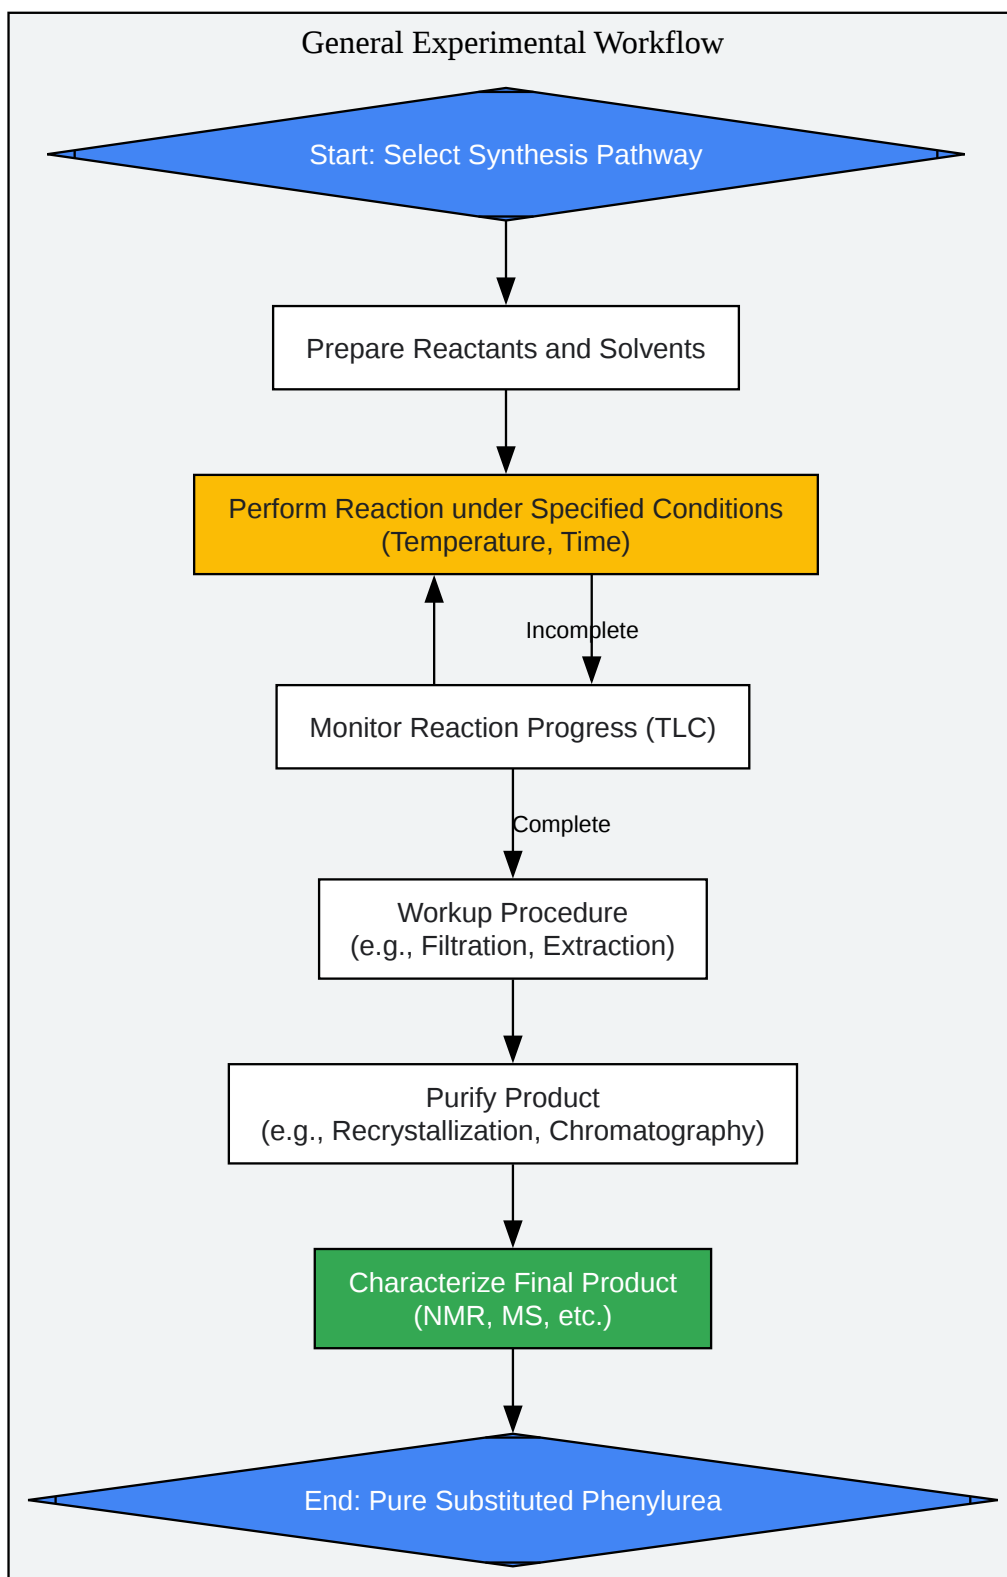 General Experimental Workflow
Start: Select Synthesis Pathway
Prepare Reactants and Solvents
Perform Reaction under Specified Conditions
(Temperature, Time)
Incomplete
Monitor Reaction Progress (TLC)
Complete
Workup Procedure
(e.g., Filtration, Extraction)
Purify Product
(e.g., Recrystallization, Chromatography)
Characterize Final Product
(NMR, MS, etc.)
End: Pure Substituted Phenylurea